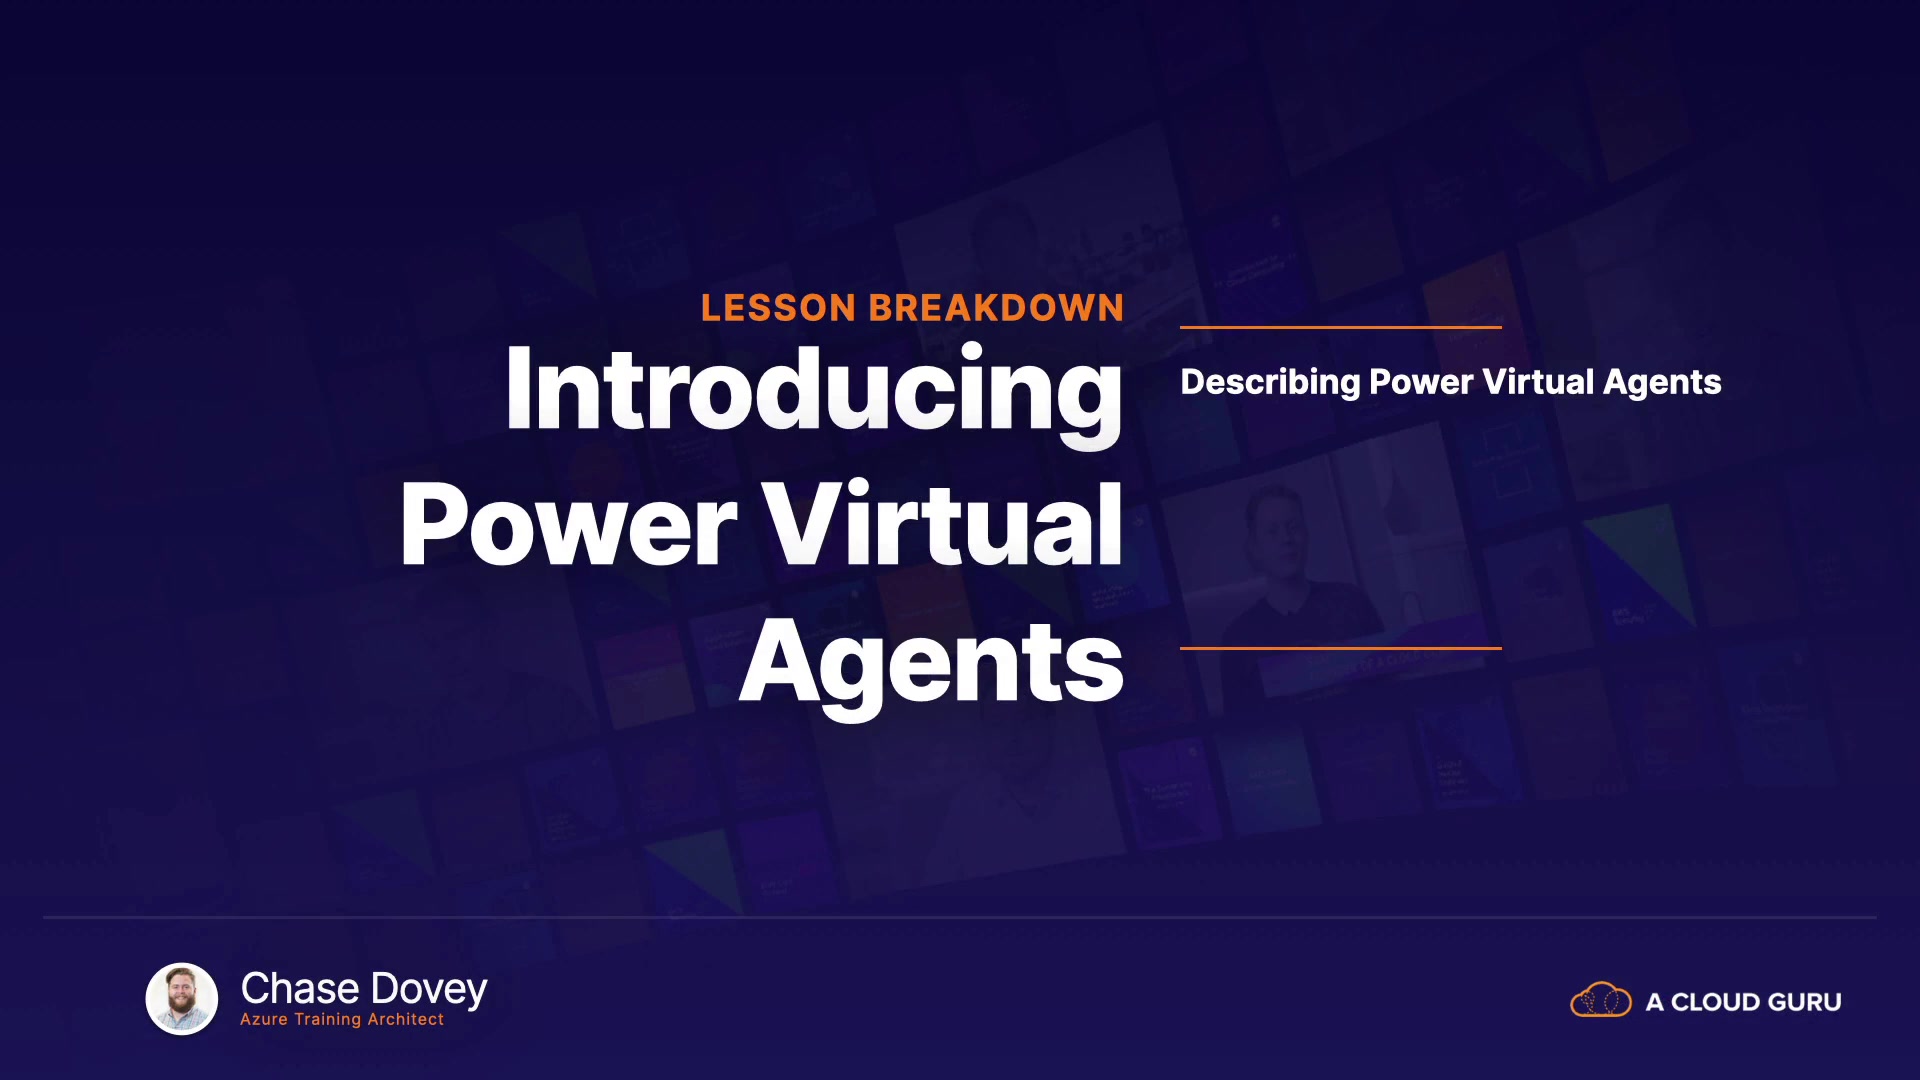 LESSON BREAKDOWN
Introducing
Power Virtual
Agents
Describing Power Virtual Agents
Chase Dovey
Azure Training Architect
A CLOUD GURU